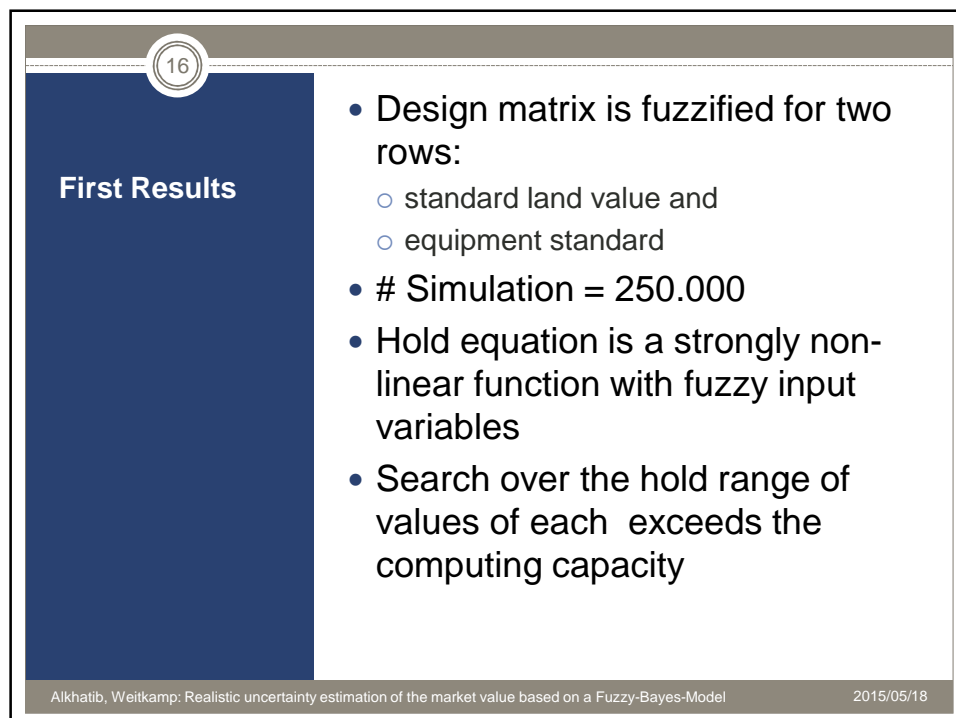 16
First Results
• Design matrix is fuzzified for two
rows:
○ standard land value and
○ equipment standard
• # Simulation = 250.000
• Hold equation is a strongly non-
linear function with fuzzy input
variables
• Search over the hold range of
values of each  exceeds the
computing capacity
Alkhatib, Weitkamp: Realistic uncertainty estimation of the market value based on a Fuzzy-Bayes-Model
2015/05/18